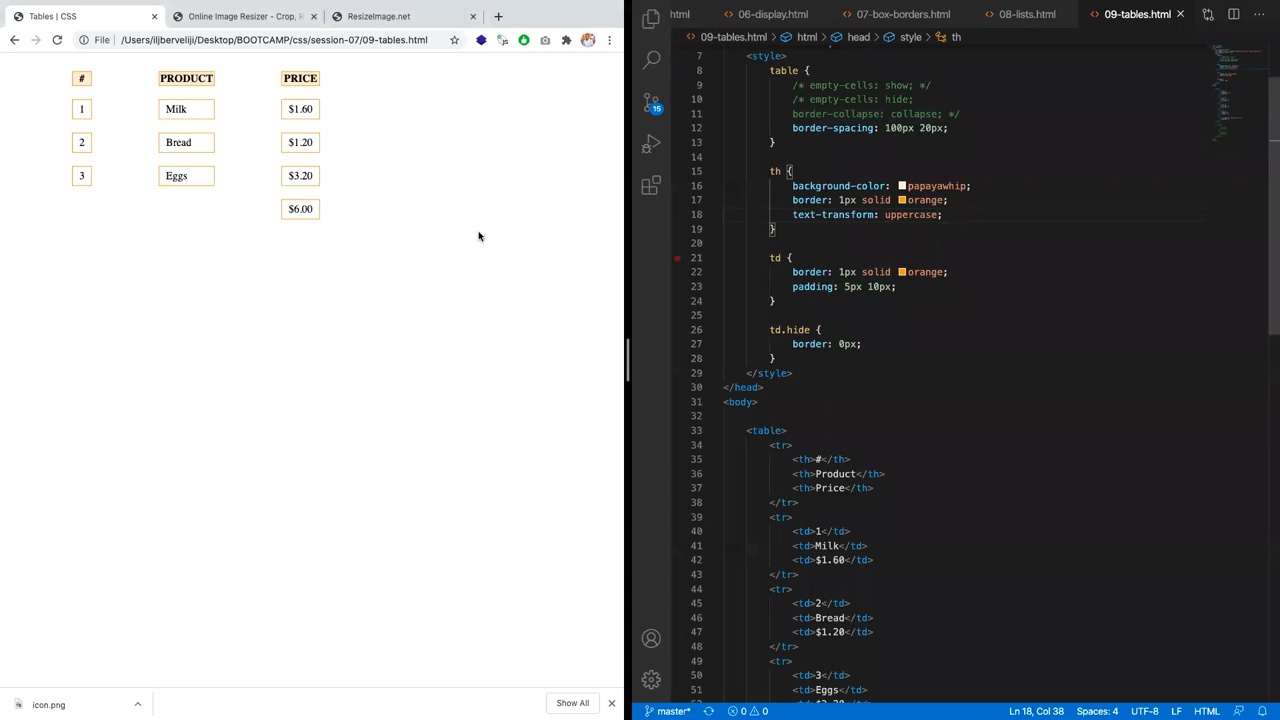 Tables | CSS
Online Image Resizer - Crop, R
ResizeImage.net
File
/Users/iljberveliji/Desktop/BOOTCAMP/css/session-07/09-tables.html
# PRODUCT PRICE
1 Milk $1.60
2 Bread $1.20
3 Eggs $3.20
$6.00
icon.png
Show All
html
06-display.html
07-box-borders.html
08-lists.html
09-tables.html
09-tables.html > html > head > style > th
15
7 <style>
8 table {
9 /* empty-cells: show; */
10 /* empty-cells: hide;
11 border-collapse: collapse; */
12 border-spacing: 100px 20px;
13 }
14
15 th {
16 background-color: papayawhip;
17 border: 1px solid orange;
18 text-transform: uppercase;
19 }
20
21 td {
22 border: 1px solid orange;
23 padding: 5px 10px;
24 }
25
26 td.hide {
27 border: 0px;
28 }
29 </style>
30 </head>
31 <body>
32
33 <table>
34 <tr>
35 <th>#</th>
36 <th>Product</th>
37 <th>Price</th>
38 </tr>
39 <tr>
40 <td>1</td>
41 <td>Milk</td>
42 <td>$1.60</td>
43 </tr>
44 <tr>
45 <td>2</td>
46 <td>Bread</td>
47 <td>$1.20</td>
48 </tr>
49 <tr>
50 <td>3</td>
51 <td>Eggs</td>
master*
0 0
Ln 18, Col 38
Spaces: 4
UTF-8
LF
HTML